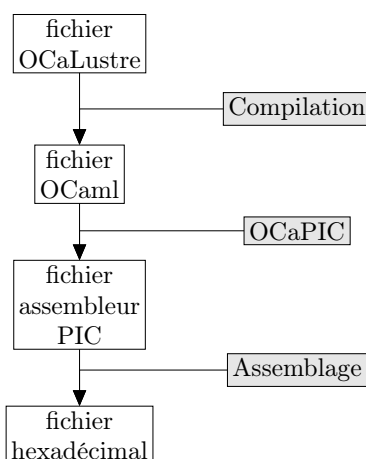 fichier
OCaLustre
Compilation
fichier
OCaml
OCaPIC
fichier
assembleur
PIC
Assemblage
fichier
hexadécimal